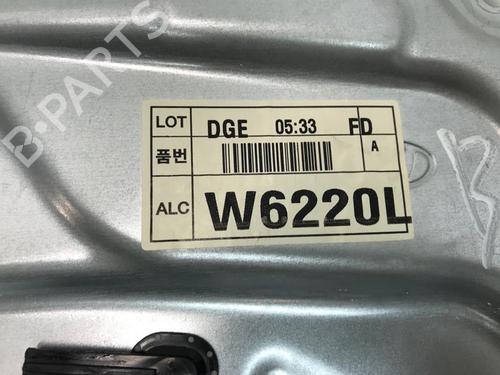 B-PARTS
LOT DGE 05:33 FD
품번 A
ALC W6220L